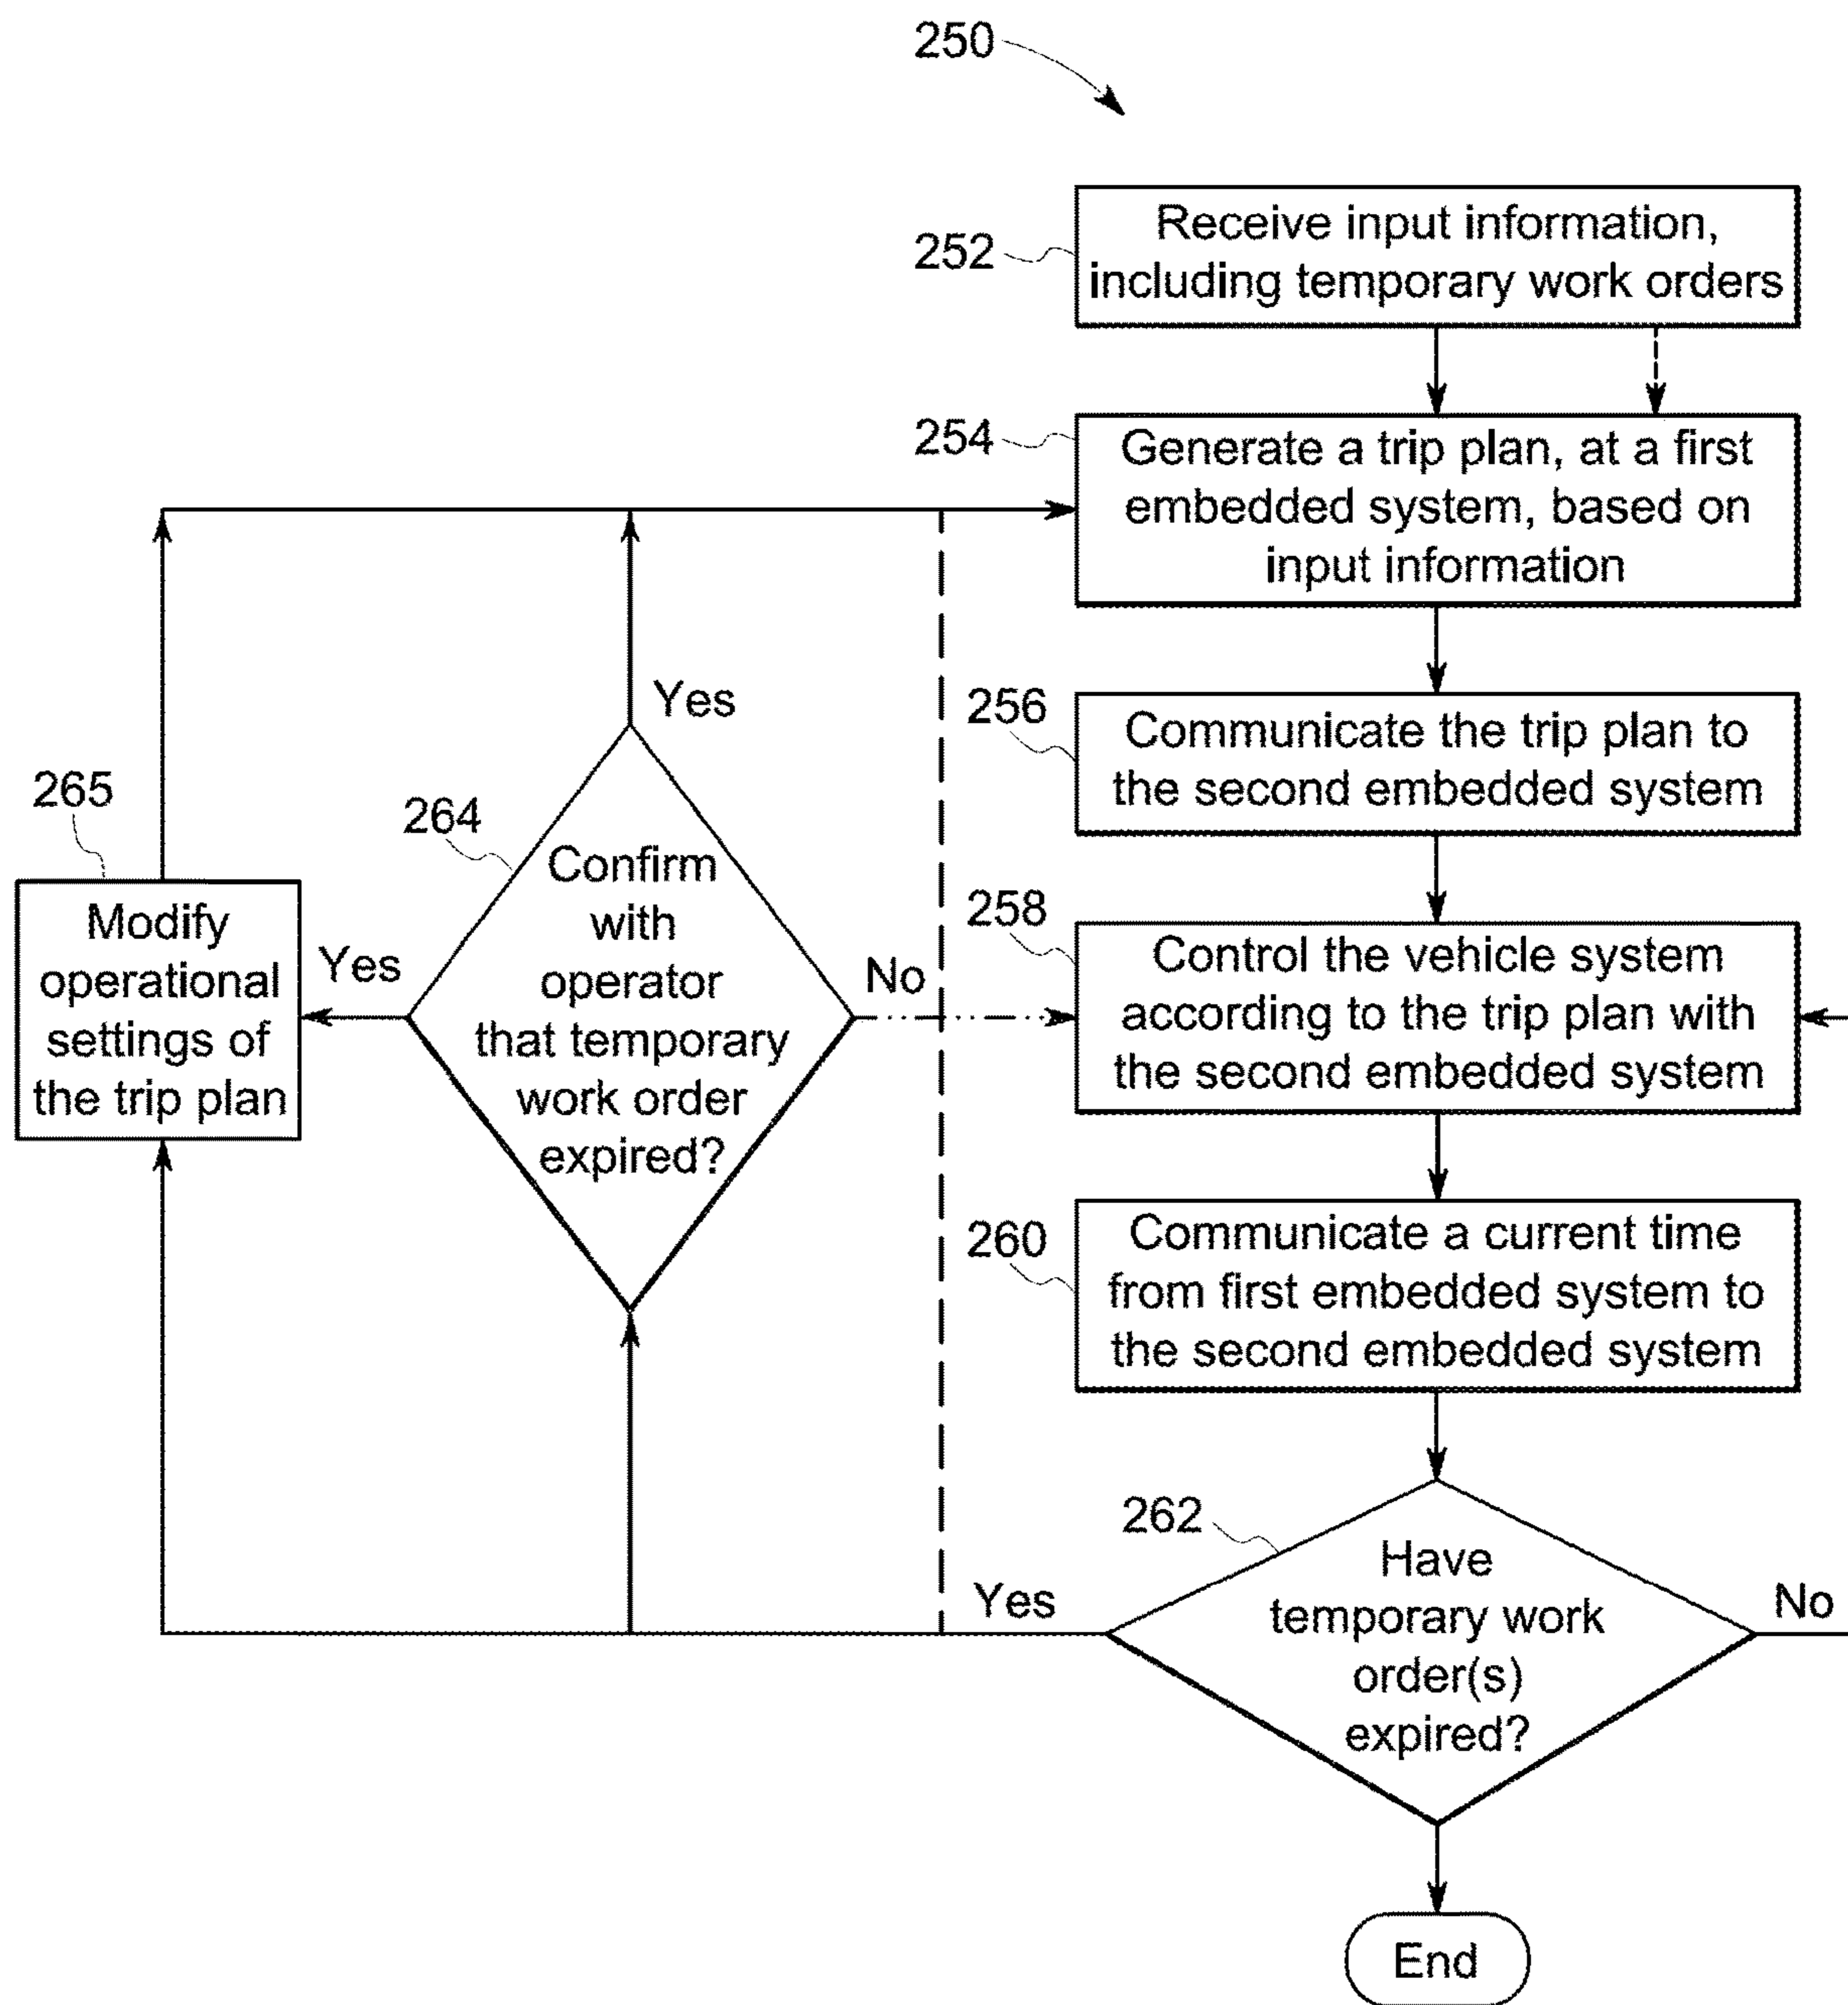 250
252
Receive input information,
including temporary work orders
254
Generate a trip plan, at a first
embedded system, based on
input information
Yes
256
Communicate the trip plan to
the second embedded system
265
Modify
operational
settings of
the trip plan
Yes
264
Confirm
with
operator
that temporary
work order
expired?
No
258
Control the vehicle system
according to the trip plan with
the second embedded system
260
Communicate a current time
from first embedded system to
the second embedded system
262
Have
temporary work
order(s)
expired?
Yes
No
End